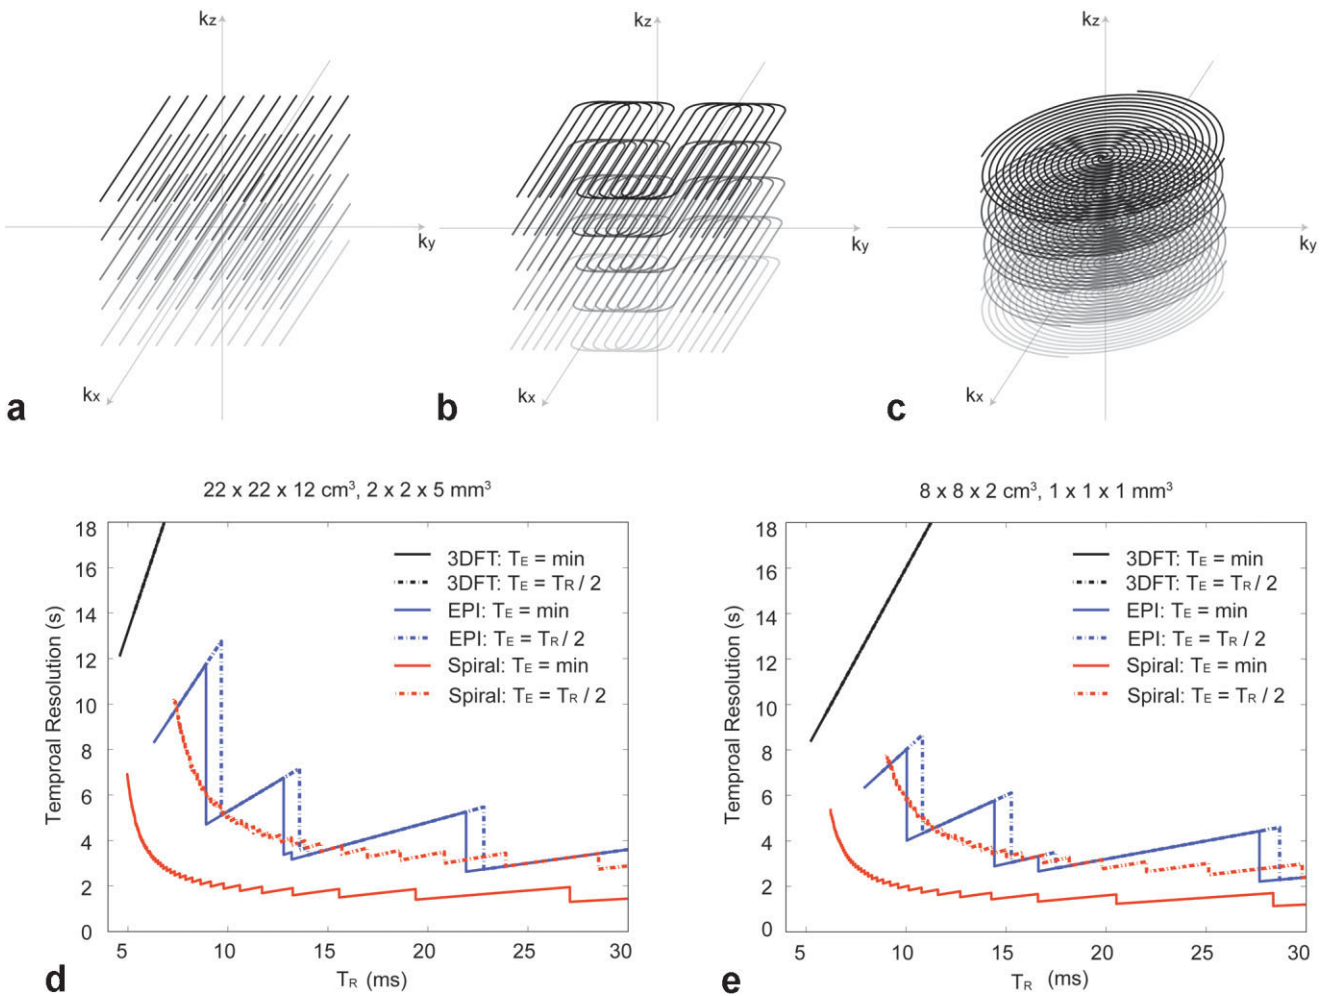 kz
ky
kx
a
kz
ky
kx
b
kz
ky
kx
c
22 x 22 x 12 cm³, 2 x 2 x 5 mm³
Temproal Resolution (s)
18
16
14
12
10
8
6
4
2
0
5
10
15
20
25
30
TR (ms)
3DFT: TE = min
3DFT: TE = TR / 2
EPI: TE = min
EPI: TE = TR / 2
Spiral: TE = min
Spiral: TE = TR / 2
d
8 x 8 x 2 cm³, 1 x 1 x 1 mm³
Temproal Resolution (s)
18
16
14
12
10
8
6
4
2
0
5
10
15
20
25
30
TR (ms)
3DFT: TE = min
3DFT: TE = TR / 2
EPI: TE = min
EPI: TE = TR / 2
Spiral: TE = min
Spiral: TE = TR / 2
e